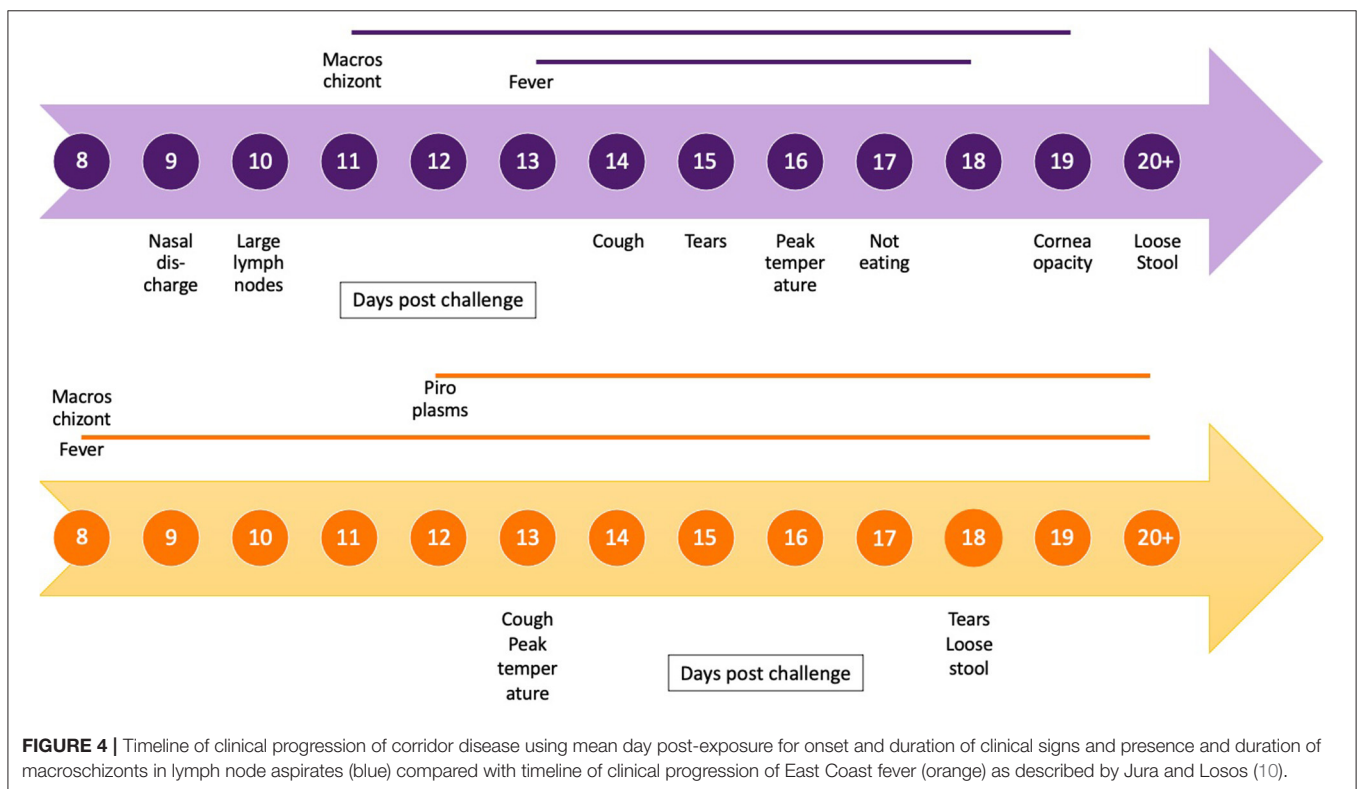 Macros
chizont
Fever
8 9 10 11 12 13 14 15 16 17 18 19 20+
Nasal
dis-
charge
Large
lymph
nodes
Cough
Tears
Peak
temper
ature
Not
eating
Cornea
opacity
Loose
Stool
Days post challenge
Macros
chizont
Fever
Piro
plasms
8 9 10 11 12 13 14 15 16 17 18 19 20+
Cough
Peak
temper
ature
Tears
Loose
stool
Days post challenge
FIGURE 4 | Timeline of clinical progression of corridor disease using mean day post-exposure for onset and duration of clinical signs and presence and duration of
macroschizonts in lymph node aspirates (blue) compared with timeline of clinical progression of East Coast fever (orange) as described by Jura and Losos (10).